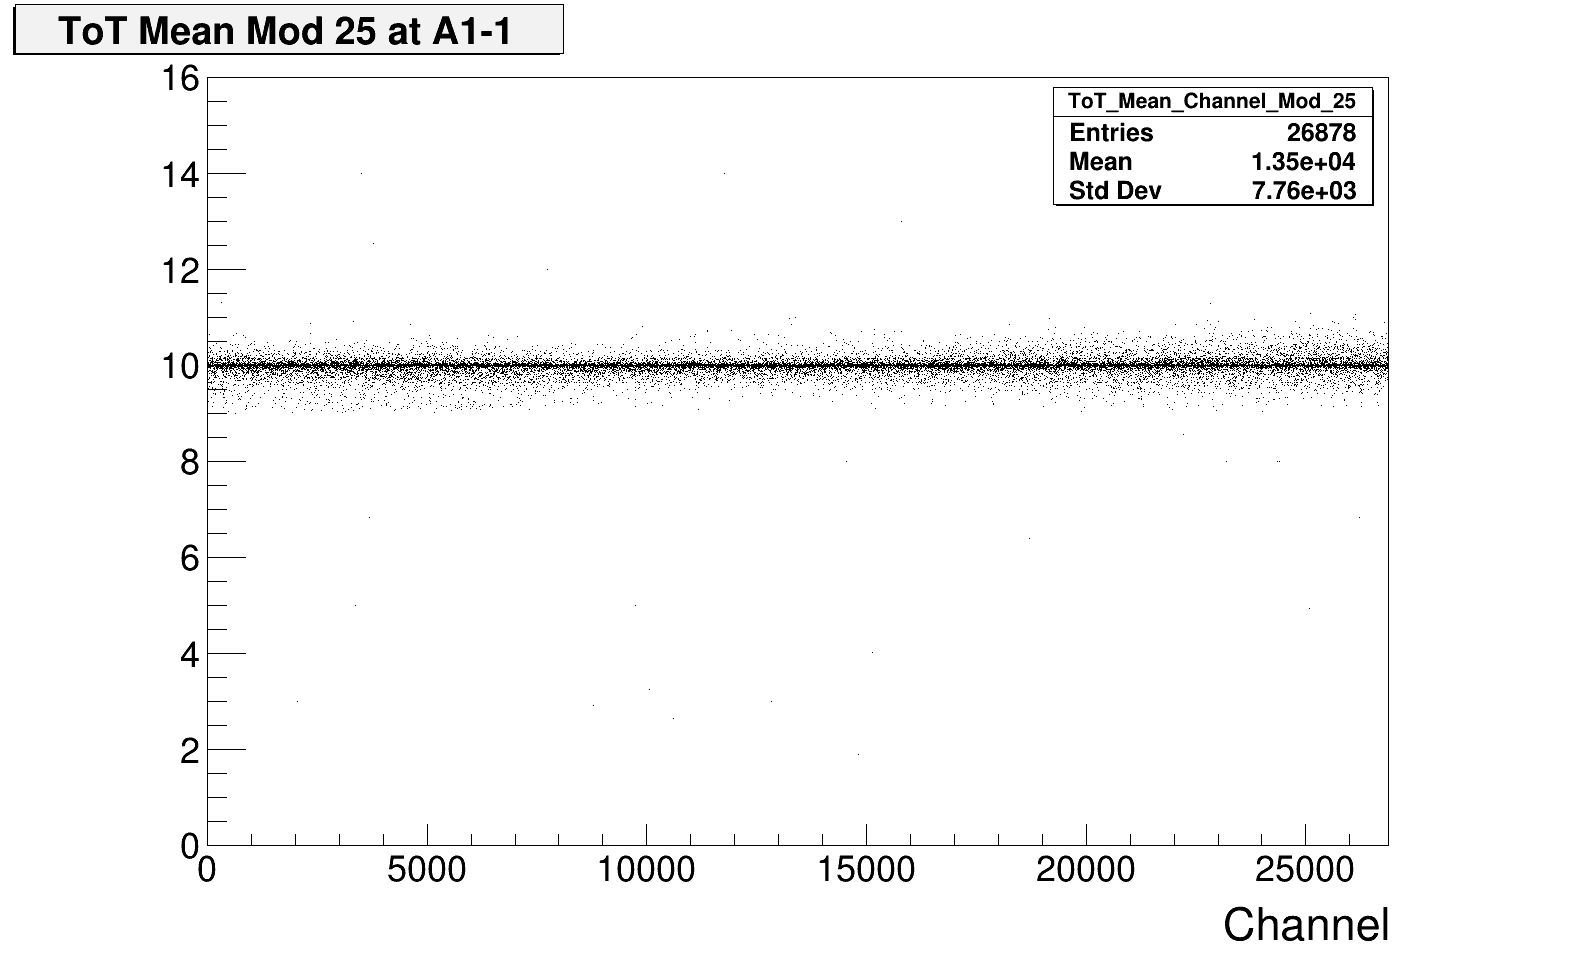 ToT Mean Mod 25 at A1-1
ToT_Mean_Channel_Mod_25
Entries 26878
Mean 1.35e+04
Std Dev 7.76e+03
16
14
12
10
8
6
4
2
0
0 5000 10000 15000 20000 25000
Channel